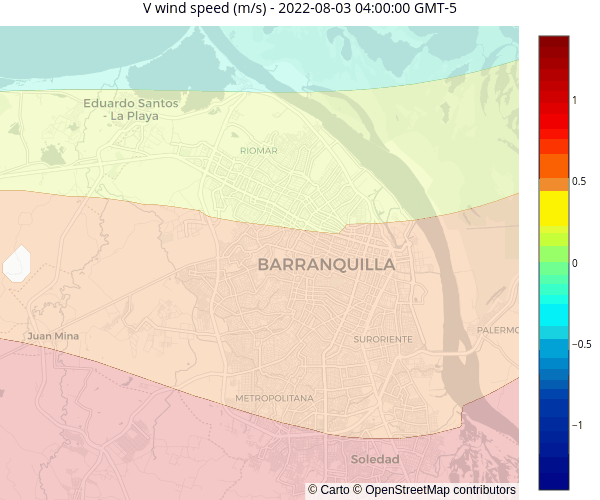 V wind speed (m/s) - 2022-08-03 04:00:00 GMT-5
Eduardo Santos
- La Playa
RIOMAR
BARRANQUILLA
Juan Mina
SURORIENTE
PALERMO
METROPOLITANA
Soledad
© Carto © OpenStreetMap contributors
1
0.5
0
−0.5
−1